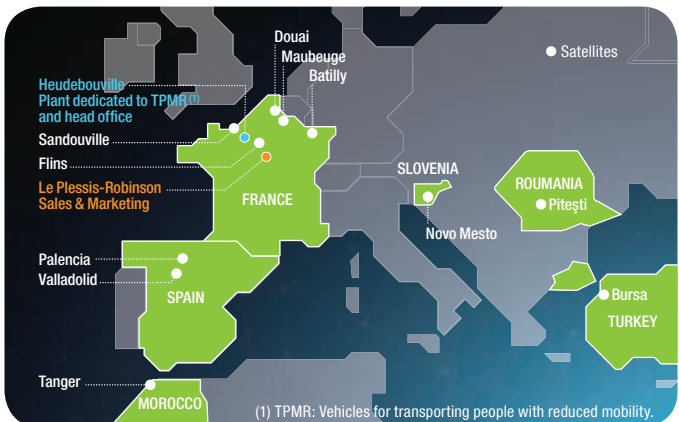 Douai
Maubeuge
Batilly
Satellites
Heudebouville
Plant dedicated to TPMR (1)
and head office
Sandouville
Flins
Le Plessis-Robinson
Sales & Marketing
FRANCE
SLOVENIA
ROUMANIA
Piteşti
Novo Mesto
Palencia
Valladolid
SPAIN
Bursa
TURKEY
Tanger
MOROCCO
(1) TPMR: Vehicles for transporting people with reduced mobility.